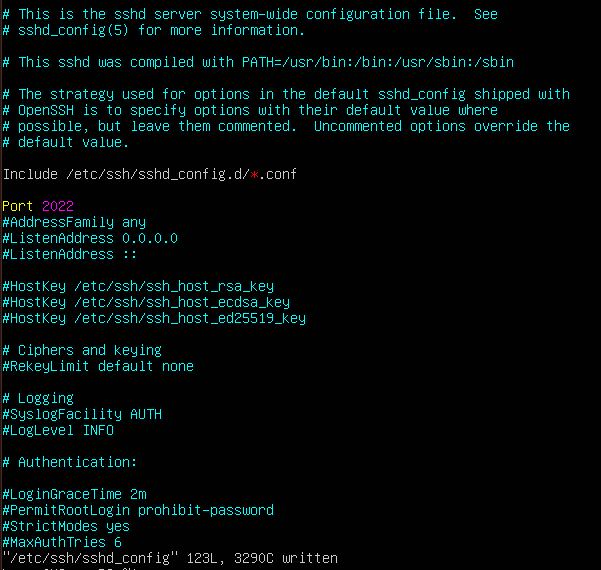 # This is the sshd server system-wide configuration file.  See
# sshd_config(5) for more information.
# This sshd was compiled with PATH=/usr/bin:/bin:/usr/sbin:/sbin
# The strategy used for options in the default sshd_config shipped with
# OpenSSH is to specify options with their default value where
# possible, but leave them commented.  Uncommented options override the
# default value.
Include /etc/ssh/sshd_config.d/*.conf
Port 2022
#AddressFamily any
#ListenAddress 0.0.0.0
#ListenAddress ::
#HostKey /etc/ssh/ssh_host_rsa_key
#HostKey /etc/ssh/ssh_host_ecdsa_key
#HostKey /etc/ssh/ssh_host_ed25519_key
# Ciphers and keying
#RekeyLimit default none
# Logging
#SyslogFacility AUTH
#LogLevel INFO
# Authentication:
#LoginGraceTime 2m
#PermitRootLogin prohibit-password
#StrictModes yes
#MaxAuthTries 6
"/etc/ssh/sshd_config" 123L, 3290C written